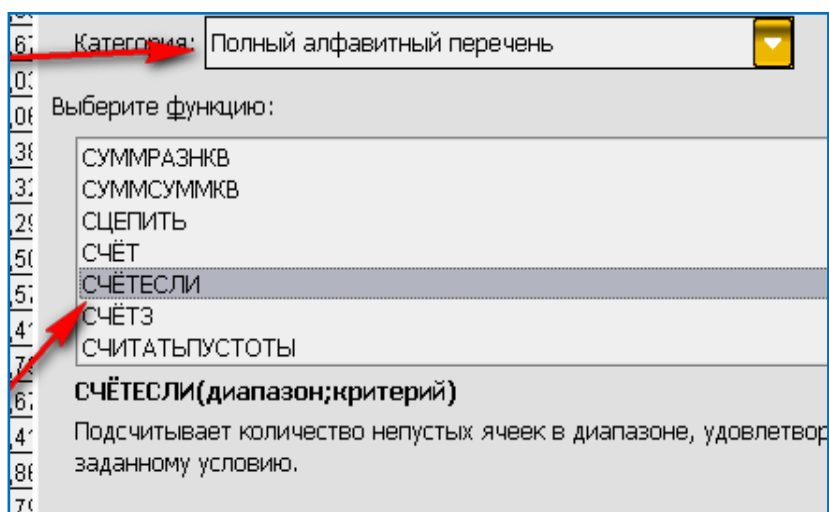 Категория: Полный алфавитный перечень
Выберите функцию:
СУММРАЗНКВ
СУММСУММКВ
СЦЕПИТЬ
СЧЁТ
СЧЁТЕСЛИ
СЧЁТЗ
СЧИТАТЬПУСТОТЫ
СЧЁТЕСЛИ(диапазон;критерий)
Подсчитывает количество непустых ячеек в диапазоне,
заданному условию.